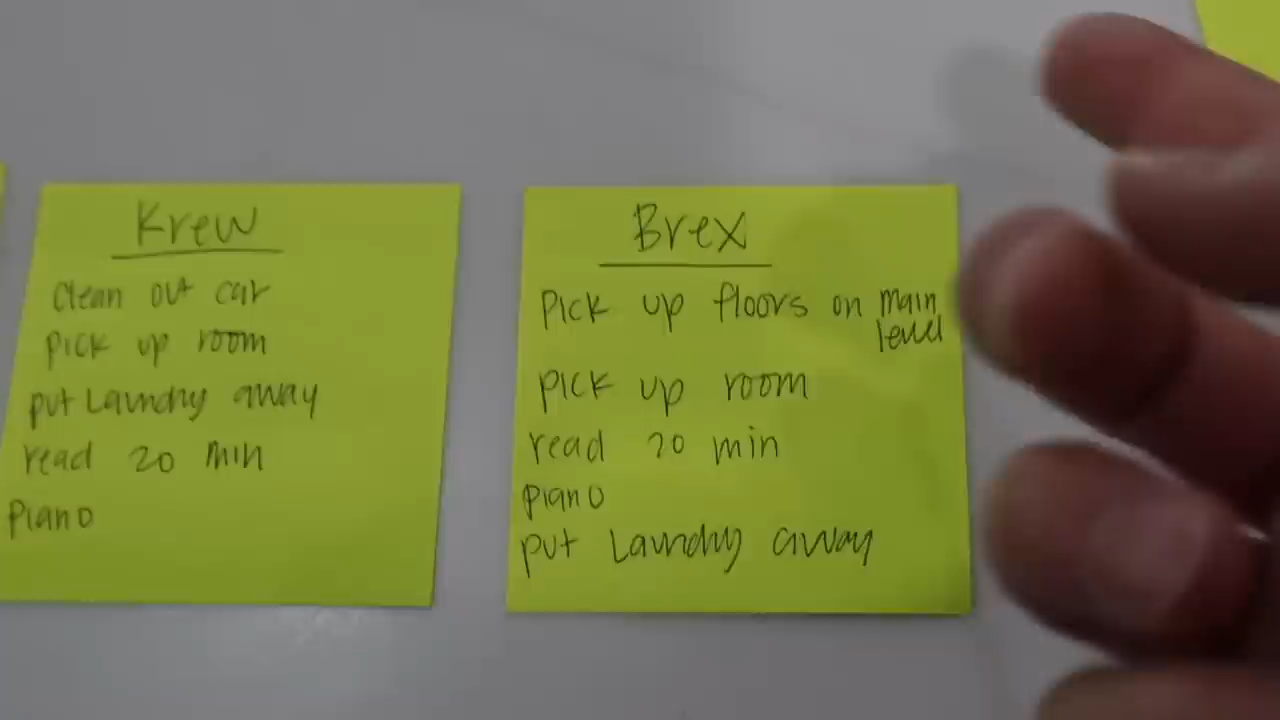 Krew
Clean out car
pick up room
put Laundry away
read 20 min
piano
Brex
Pick up floors on main
level
pick up room
read 20 min
piano
put Laundry away